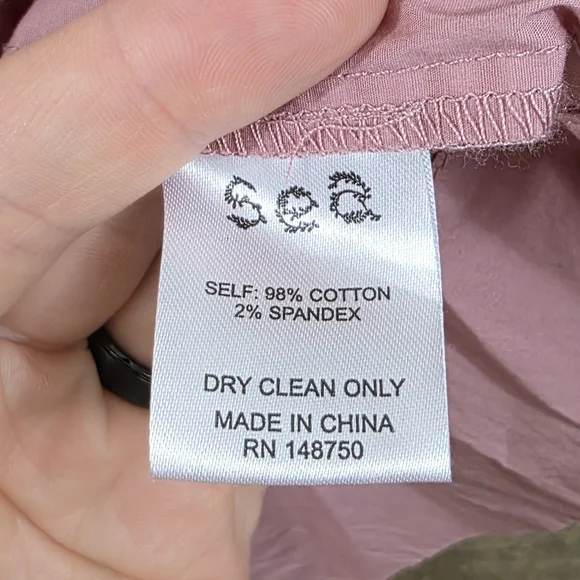 sea
SELF: 98% COTTON
2% SPANDEX
DRY CLEAN ONLY
MADE IN CHINA
RN 148750